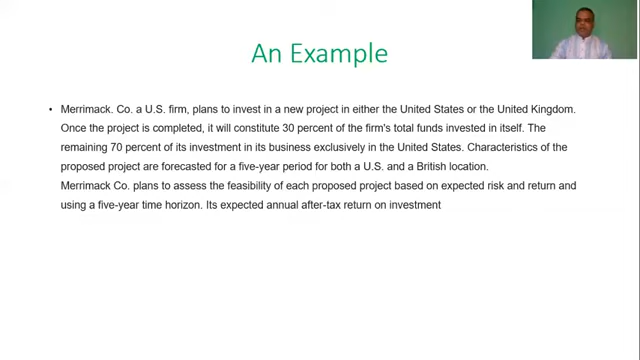 An Example
• Merrimack. Co. a U.S. firm, plans to invest in a new project in either the United States or the United Kingdom.
Once the project is completed, it will constitute 30 percent of the firm's total funds invested in itself. The
remaining 70 percent of its investment in its business exclusively in the United States. Characteristics of the
proposed project are forecasted for a five-year period for both a U.S. and a British location.
Merrimack Co. plans to assess the feasibility of each proposed project based on expected risk and return and
using a five-year time horizon. Its expected annual after-tax return on investment